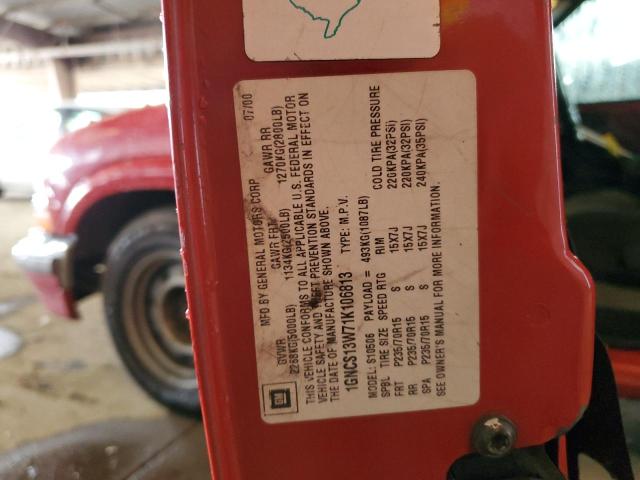 MFD BY GENERAL MOTORS CORP 07/00
GVWR GAWR FRT GAWR RR
2268KG(5000LB) 1134KG(2500LB) 1270KG(2800LB)
THIS VEHICLE CONFORMS TO ALL APPLICABLE U.S. FEDERAL MOTOR
VEHICLE SAFETY AND THEFT PREVENTION STANDARDS IN EFFECT ON
THE DATE OF MANUFACTURE SHOWN ABOVE.
1GNCS13W71K106813 TYPE: M.P.V.
GM
MODEL: S10506 PAYLOAD = 493KG(1087LB)
SPBL TIRE SIZE SPEED RTG RIM COLD TIRE PRESSURE
FRT P235/70R15 S 15X7J 220KPA(32PSI)
RR P235/70R15 S 15X7J 220KPA(32PSI)
SPA P235/70R15 S 15X7J 240KPA(35PSI)
SEE OWNER'S MANUAL FOR MORE INFORMATION.